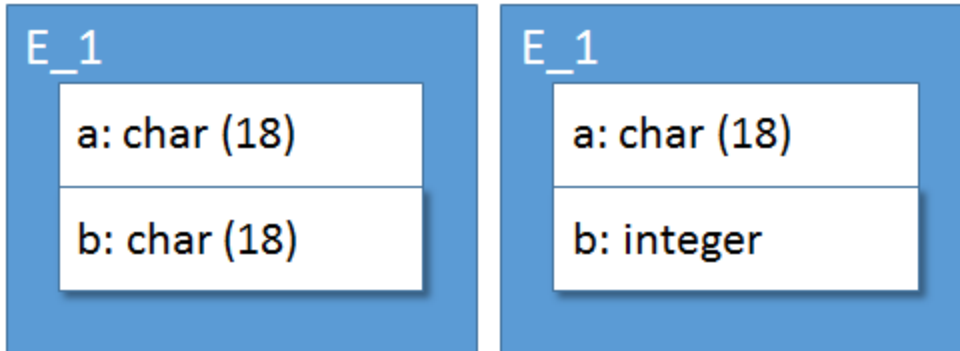 E_1
a: char (18)
b: char (18)
E_1
a: char (18)
b: integer